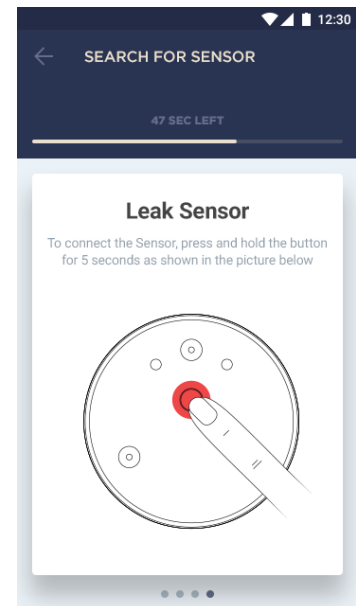 12:30
SEARCH FOR SENSOR
47 SEC LEFT
Leak Sensor
To connect the Sensor, press and hold the button
for 5 seconds as shown in the picture below